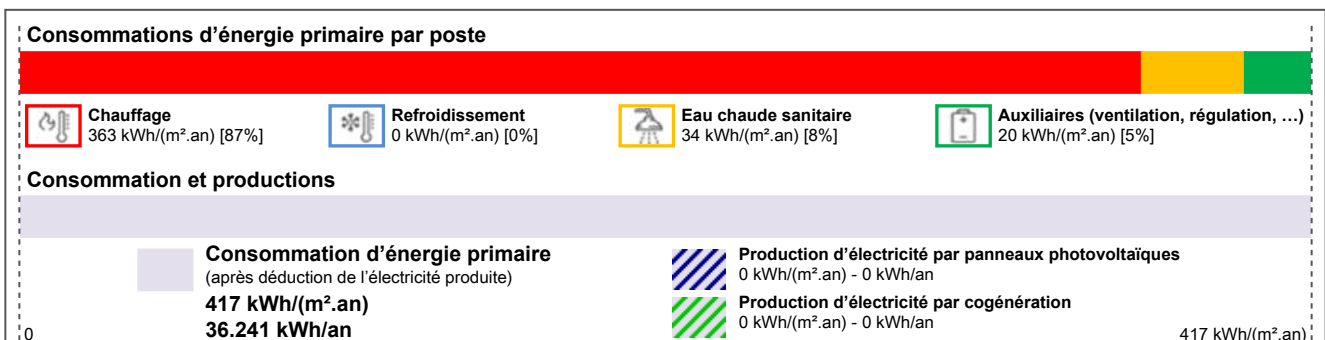 Consommations d’énergie primaire par poste
Chauffage
363 kWh/(m².an) [87%]
Refroidissement
0 kWh/(m².an) [0%]
Eau chaude sanitaire
34 kWh/(m².an) [8%]
Auxiliaires (ventilation, régulation, …)
20 kWh/(m².an) [5%]
Consommation et productions
Consommation d’énergie primaire
(après déduction de l’électricité produite)
417 kWh/(m².an)
36.241 kWh/an
Production d’électricité par panneaux photovoltaïques
0 kWh/(m².an) - 0 kWh/an
Production d’électricité par cogénération
0 kWh/(m².an) - 0 kWh/an
0
417 kWh/(m².an)